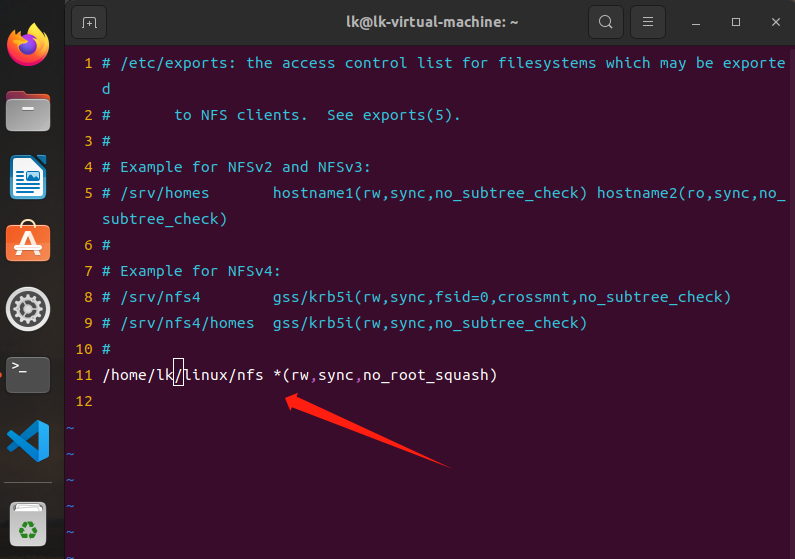 lk@lk-virtual-machine: ~
1 # /etc/exports: the access control list for filesystems which may be exporte
d
2 #       to NFS clients.  See exports(5).
3 #
4 # Example for NFSv2 and NFSv3:
5 # /srv/homes       hostname1(rw,sync,no_subtree_check) hostname2(ro,sync,no_
subtree_check)
6 #
7 # Example for NFSv4:
8 # /srv/nfs4        gss/krb5i(rw,sync,fsid=0,crossmnt,no_subtree_check)
9 # /srv/nfs4/homes  gss/krb5i(rw,sync,no_subtree_check)
10 #
11 /home/lk/linux/nfs *(rw,sync,no_root_squash)
12
~
~
~
~
~
>_